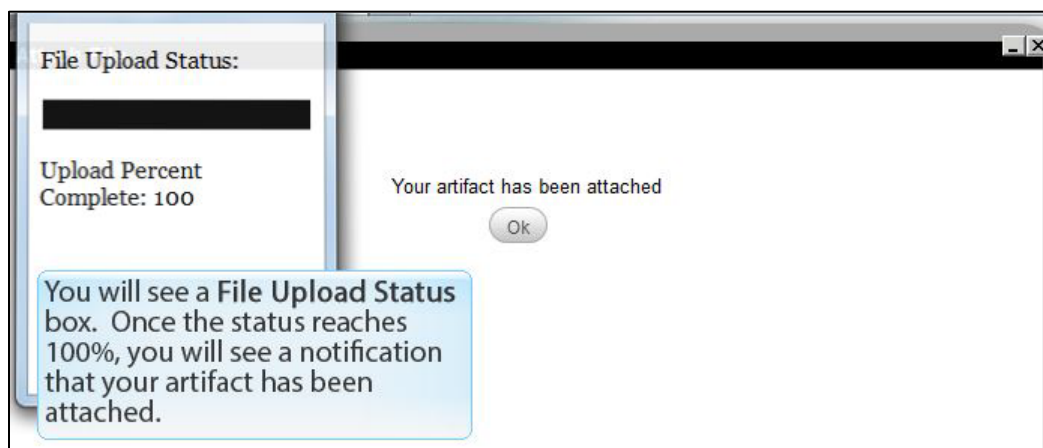 File Upload Status:
Upload Percent
Complete: 100
Your artifact has been attached
Ok
You will see a File Upload Status
box. Once the status reaches
100%, you will see a notification
that your artifact has been
attached.